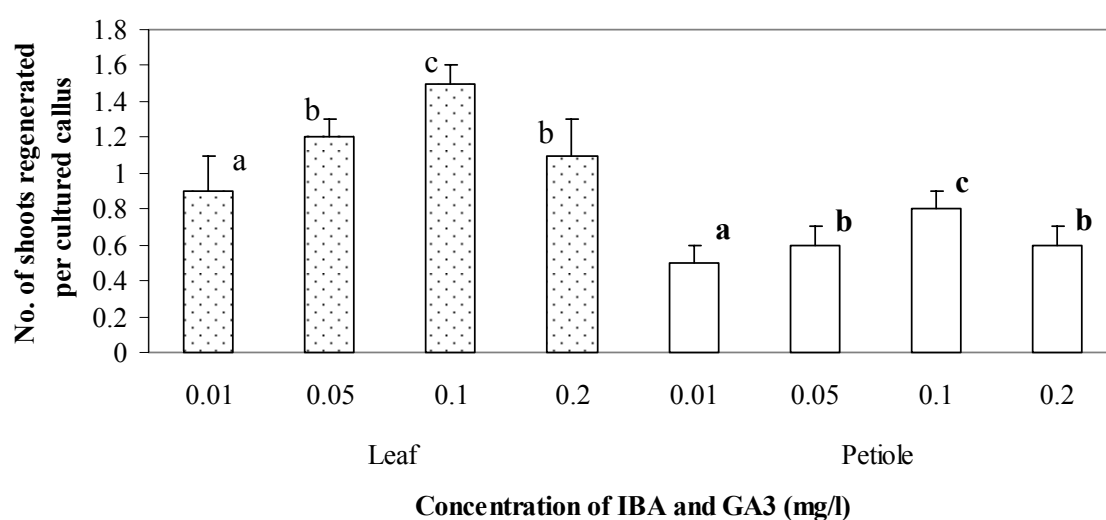 No. of shoots regenerated
per cultured callus
1.8
1.6
1.4
1.2
1
0.8
0.6
0.4
0.2
0
a
b
c
b
a
b
c
b
0.01 0.05 0.1 0.2 0.01 0.05 0.1 0.2
Leaf Petiole
Concentration of IBA and GA3 (mg/l)